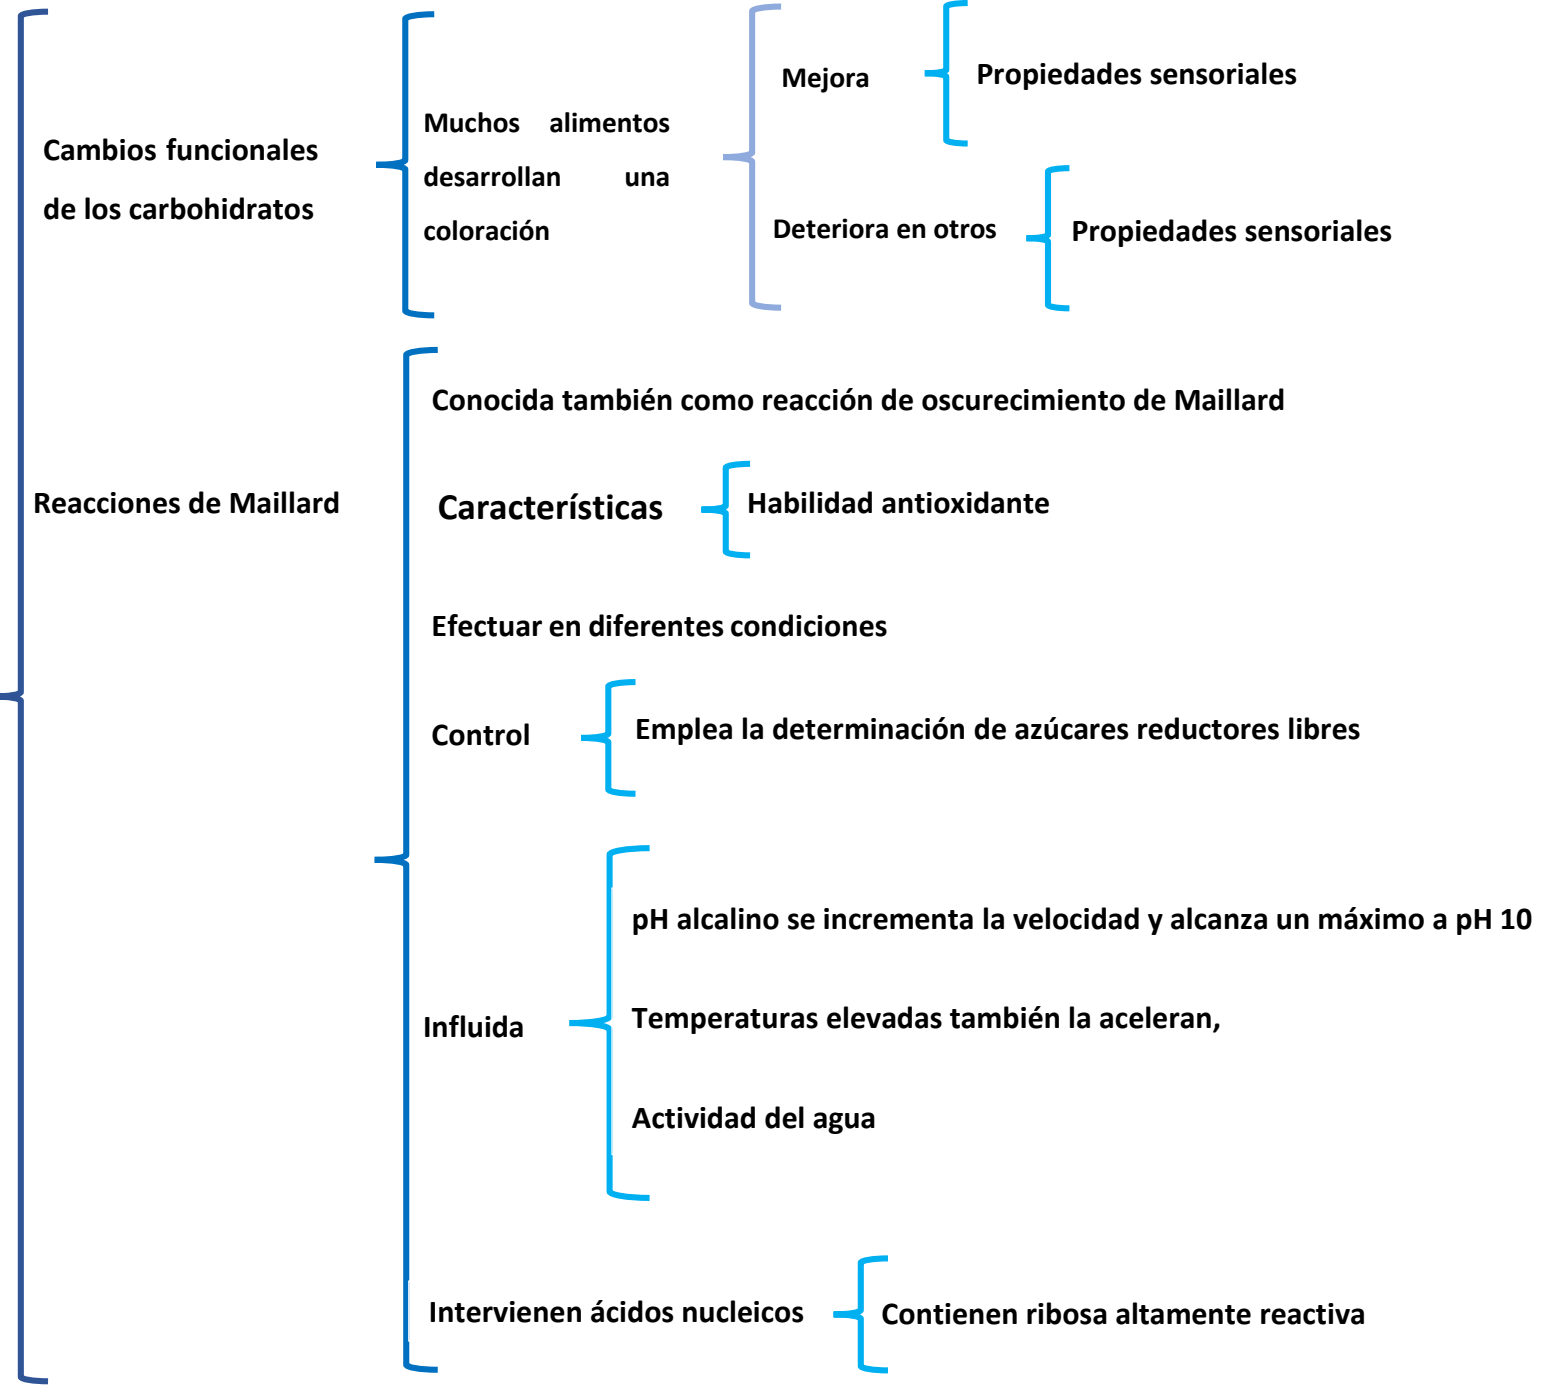 Cambios funcionales
de los carbohidratos
Muchos alimentos
desarrollan una
coloración
Mejora
Propiedades sensoriales
Deteriora en otros
Propiedades sensoriales
Reacciones de Maillard
Conocida también como reacción de oscurecimiento de Maillard
Características
Habilidad antioxidante
Efectuar en diferentes condiciones
Control
Emplea la determinación de azúcares reductores libres
Influida
pH alcalino se incrementa la velocidad y alcanza un máximo a pH 10
Temperaturas elevadas también la aceleran,
Actividad del agua
Intervienen ácidos nucleicos
Contienen ribosa altamente reactiva